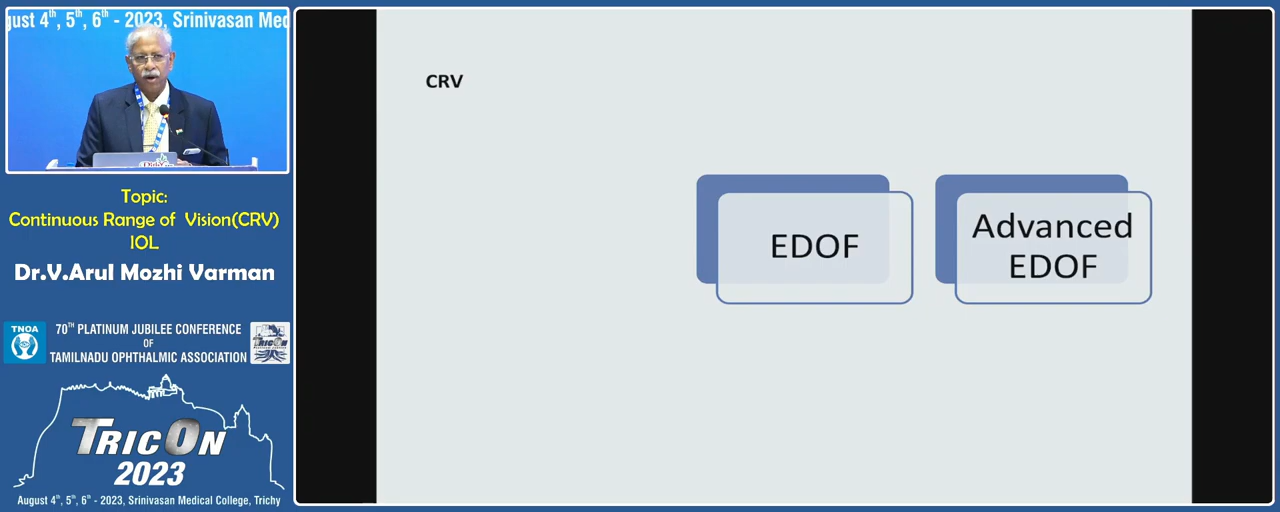 gust 4th, 5th, 6th - 2023, Srinivasan Med
Topic:
Continuous Range of Vision(CRV)
IOL
Dr.V.Arul Mozhi Varman
TNOA
70TH PLATINUM JUBILEE CONFERENCE
OF
TAMILNADU OPHTHALMIC ASSOCIATION
TRICON
TRICON
2023
August 4th, 5th, 6th - 2023, Srinivasan Medical College, Trichy
CRV
EDOF
Advanced
EDOF